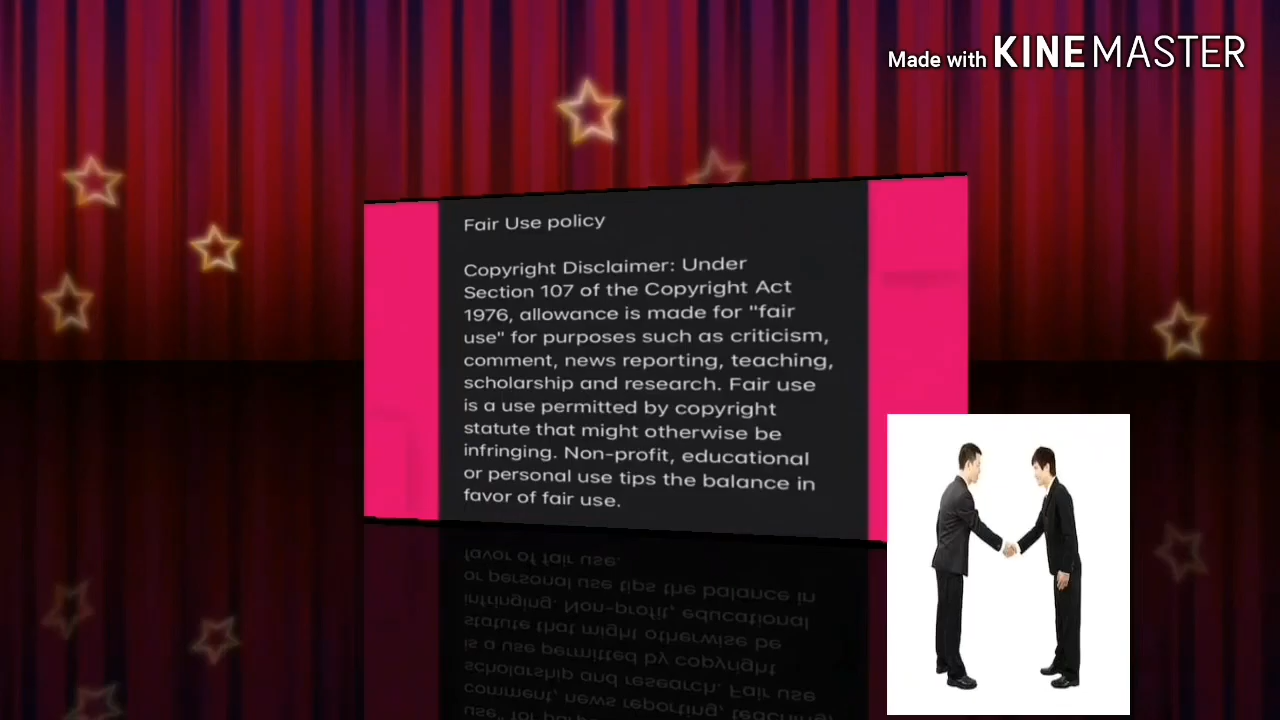 Made with KINEMASTER
Fair Use policy
Copyright Disclaimer: Under
Section 107 of the Copyright Act
1976, allowance is made for "fair
use" for purposes such as criticism,
comment, news reporting, teaching,
scholarship and research. Fair use
is a use permitted by copyright
statute that might otherwise be
infringing. Non-profit, educational
or personal use tips the balance in
favor of fair use.